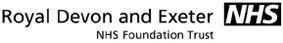 Royal Devon and Exeter NHS
NHS Foundation Trust